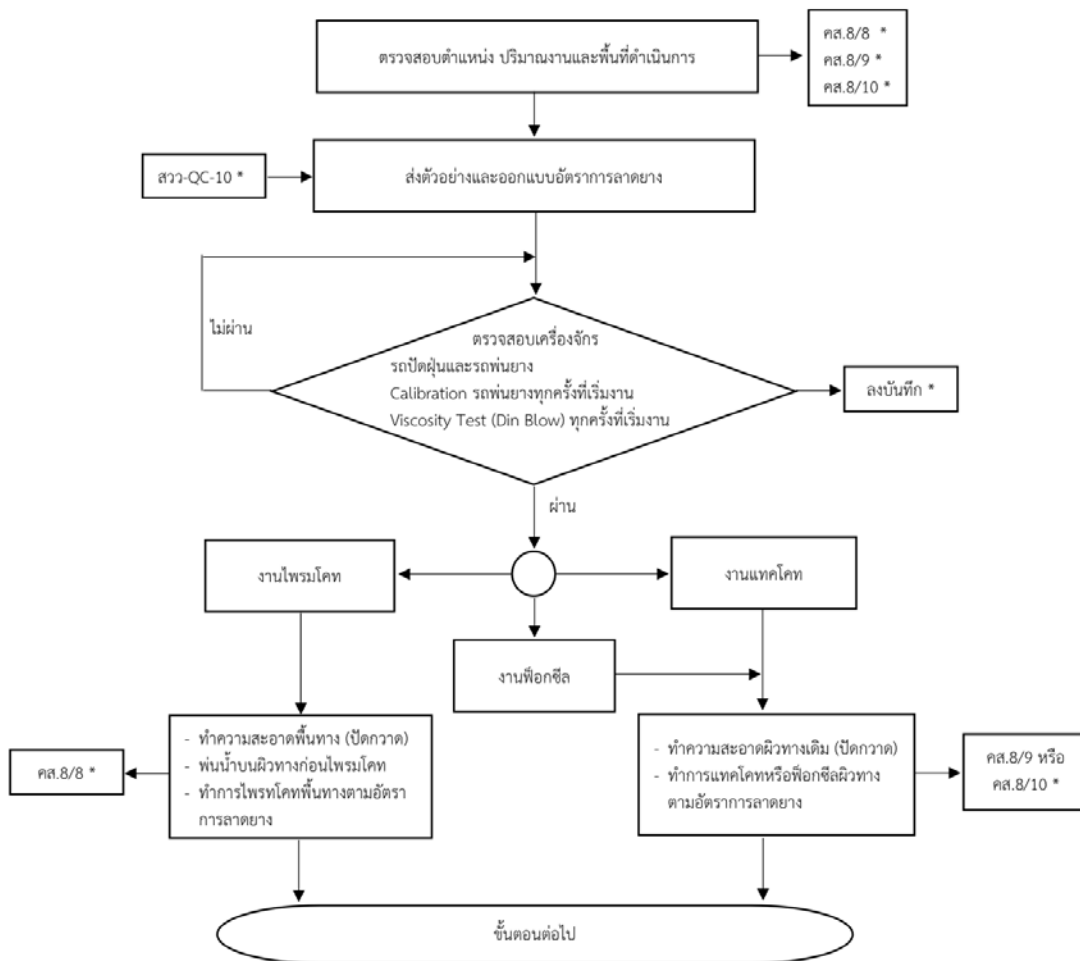 ตรวจสอบตำแหน่ง ปริมาณงานและพื้นที่ดำเนินการ
คส.8/8 *
คส.8/9 *
คส.8/10 *
สวว-QC-10 *
ส่งตัวอย่างและออกแบบอัตราการลาดยาง
ไม่ผ่าน
ตรวจสอบเครื่องจักร
รถปัดฝุ่นและรถพ่นยาง
Calibration รถพ่นยางทุกครั้งที่เริ่มงาน
Viscosity Test (Din Blow) ทุกครั้งที่เริ่มงาน
ลงบันทึก *
ผ่าน
งานไพรมโคท
งานแทคโคท
งานฟ็อกซีล
- ทำความสะอาดพื้นทาง (ปัดกวาด)
- พ่นน้ำบนผิวทางก่อนไพรมโคท
- ทำการไพรทโคทพื้นทางตามอัตรา
การลาดยาง
คส.8/8 *
- ทำความสะอาดผิวทางเดิม (ปัดกวาด)
- ทำการแทคโคทหรือฟ็อกซีลผิวทาง
ตามอัตราการลาดยาง
คส.8/9 หรือ
คส.8/10 *
ขั้นตอนต่อไป